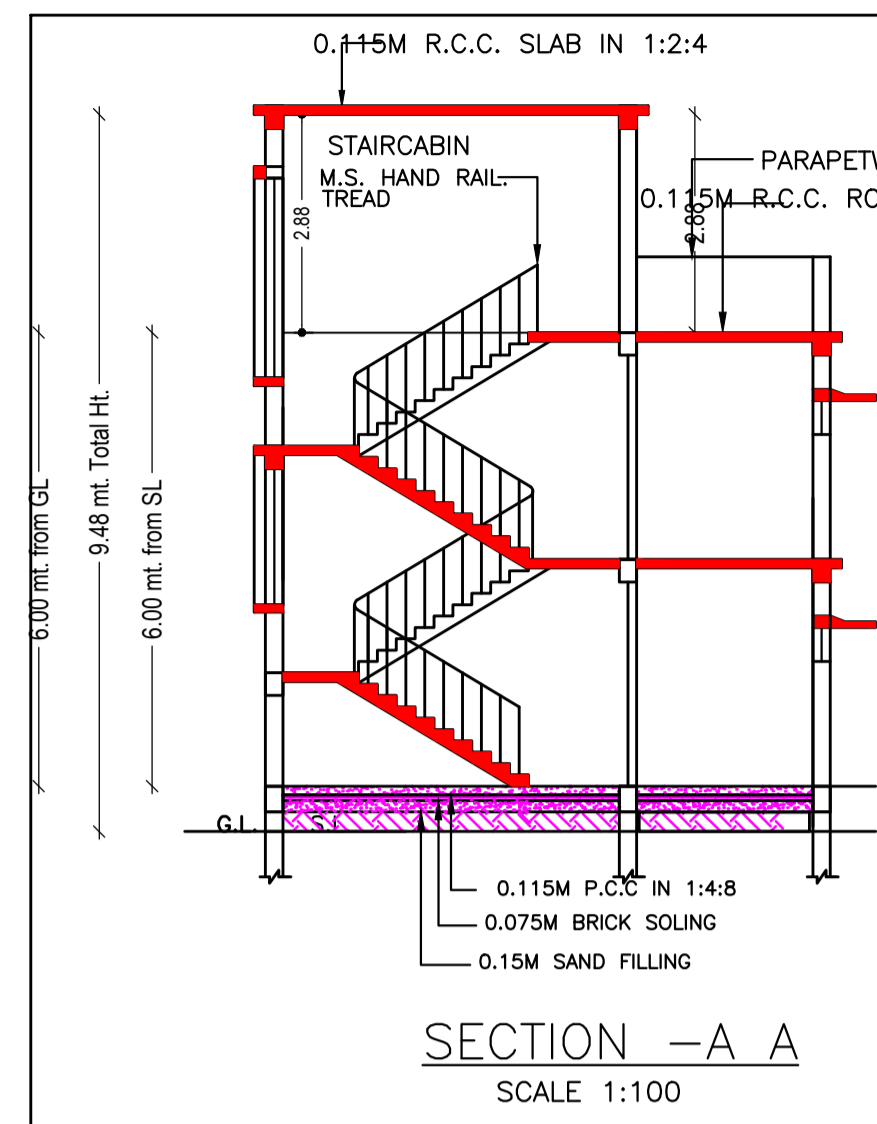 0.115M R.C.C. SLAB IN 1:2:4
STAIRCABIN
M.S. HAND RAIL.
TREAD
PARAPETW
0.115M R.C.C. RO
2.88
2.88
6.00 mt. from GL
9.48 mt. Total Ht.
6.00 mt. from SL
G.L.
0.115M P.C.C IN 1:4:8
0.075M BRICK SOLING
0.15M SAND FILLING
SECTION -A A
SCALE 1:100